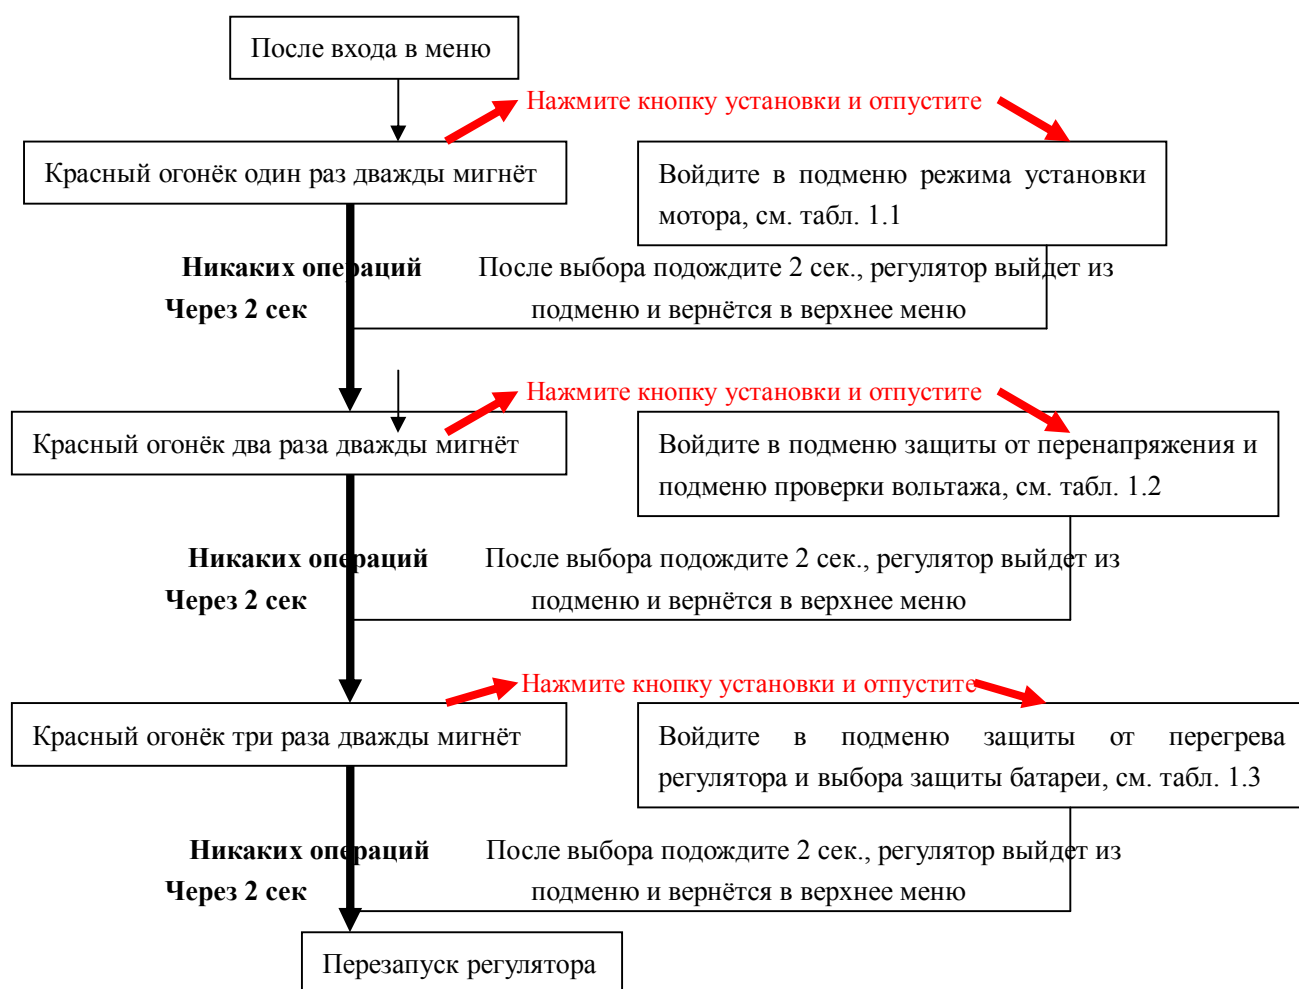 После входа в меню
Нажмите кнопку установки и отпустите
Красный огонёк один раз дважды мигнёт
Войдите в подменю режима установки
мотора, см. табл. 1.1
Никаких операций
Через 2 сек
После выбора подождите 2 сек., регулятор выйдет из
подменю и вернётся в верхнее меню
Нажмите кнопку установки и отпустите
Красный огонёк два раза дважды мигнёт
Войдите в подменю защиты от перенапряжения и
подменю проверки вольтажа, см. табл. 1.2
Никаких операций
Через 2 сек
После выбора подождите 2 сек., регулятор выйдет из
подменю и вернётся в верхнее меню
Нажмите кнопку установки и отпустите
Красный огонёк три раза дважды мигнёт
Войдите в подменю защиты от перегрева
регулятора и выбора защиты батареи, см. табл. 1.3
Никаких операций
Через 2 сек
После выбора подождите 2 сек., регулятор выйдет из
подменю и вернётся в верхнее меню
Перезапуск регулятора